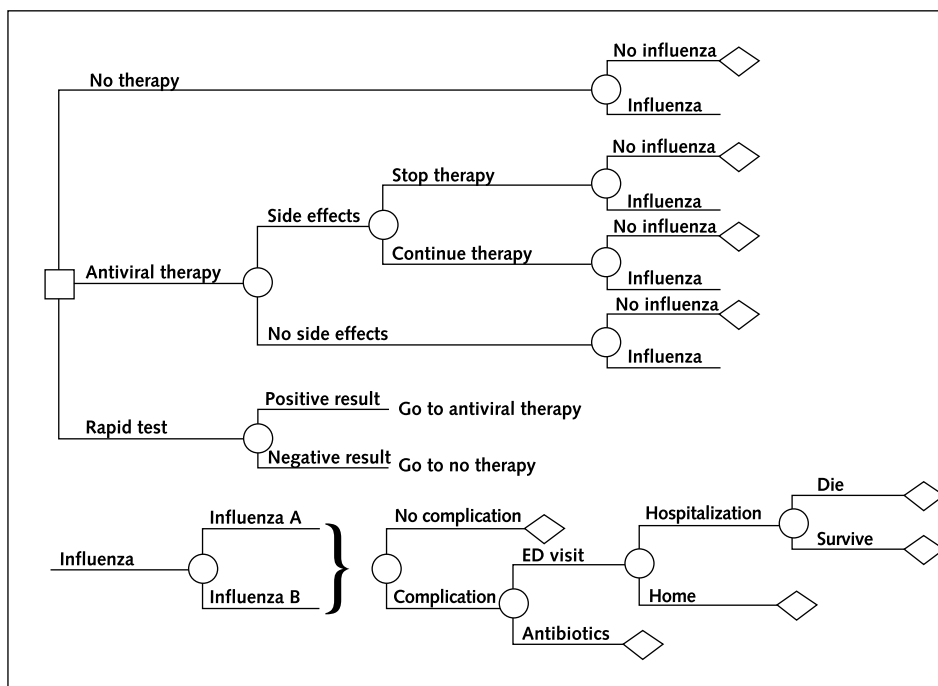 No influenza
No therapy
Influenza
No influenza
Stop therapy
Influenza
Side effects
No influenza
Continue therapy
Influenza
Antiviral therapy
No influenza
No side effects
Influenza
Positive result
Go to antiviral therapy
Rapid test
Negative result
Go to no therapy
Die
Hospitalization
Influenza A
No complication
Survive
Influenza
ED visit
Influenza B
Complication
Home
Antibiotics